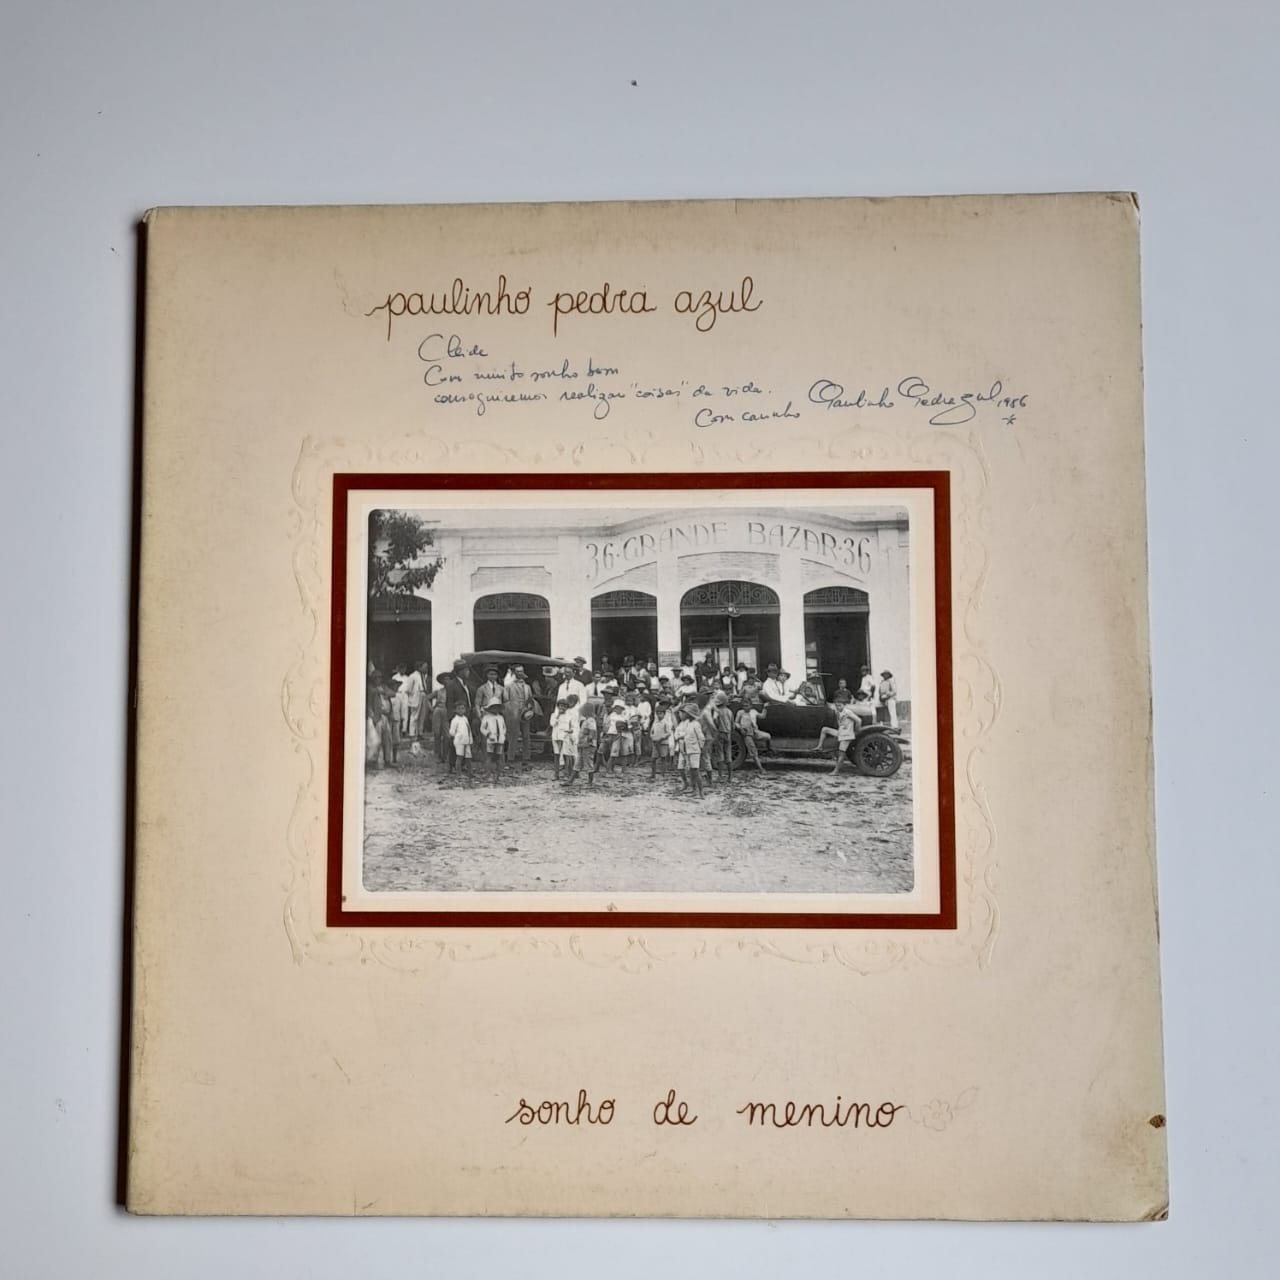 paulinho pedra azul
Cleide
Com muito sonho bom
conseguiremos realizar "coisas" da vida.
Com carinho Paulinho Pedra Azul 1986
36·GRANDE BAZAR·36
sonho de menino